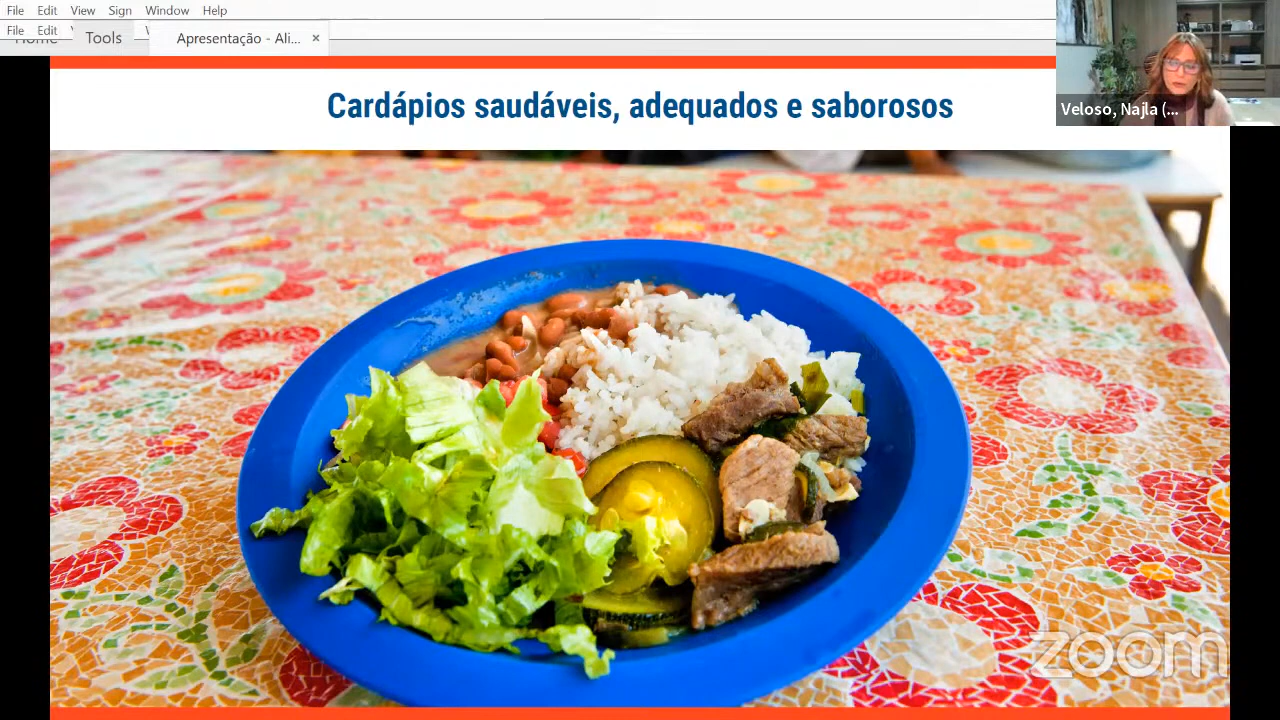 File Edit View Sign Window Help
File Edit
Home Tools Apresentação - Ali... ×
Cardápios saudáveis, adequados e saborosos
Veloso, Najla (...
zoom